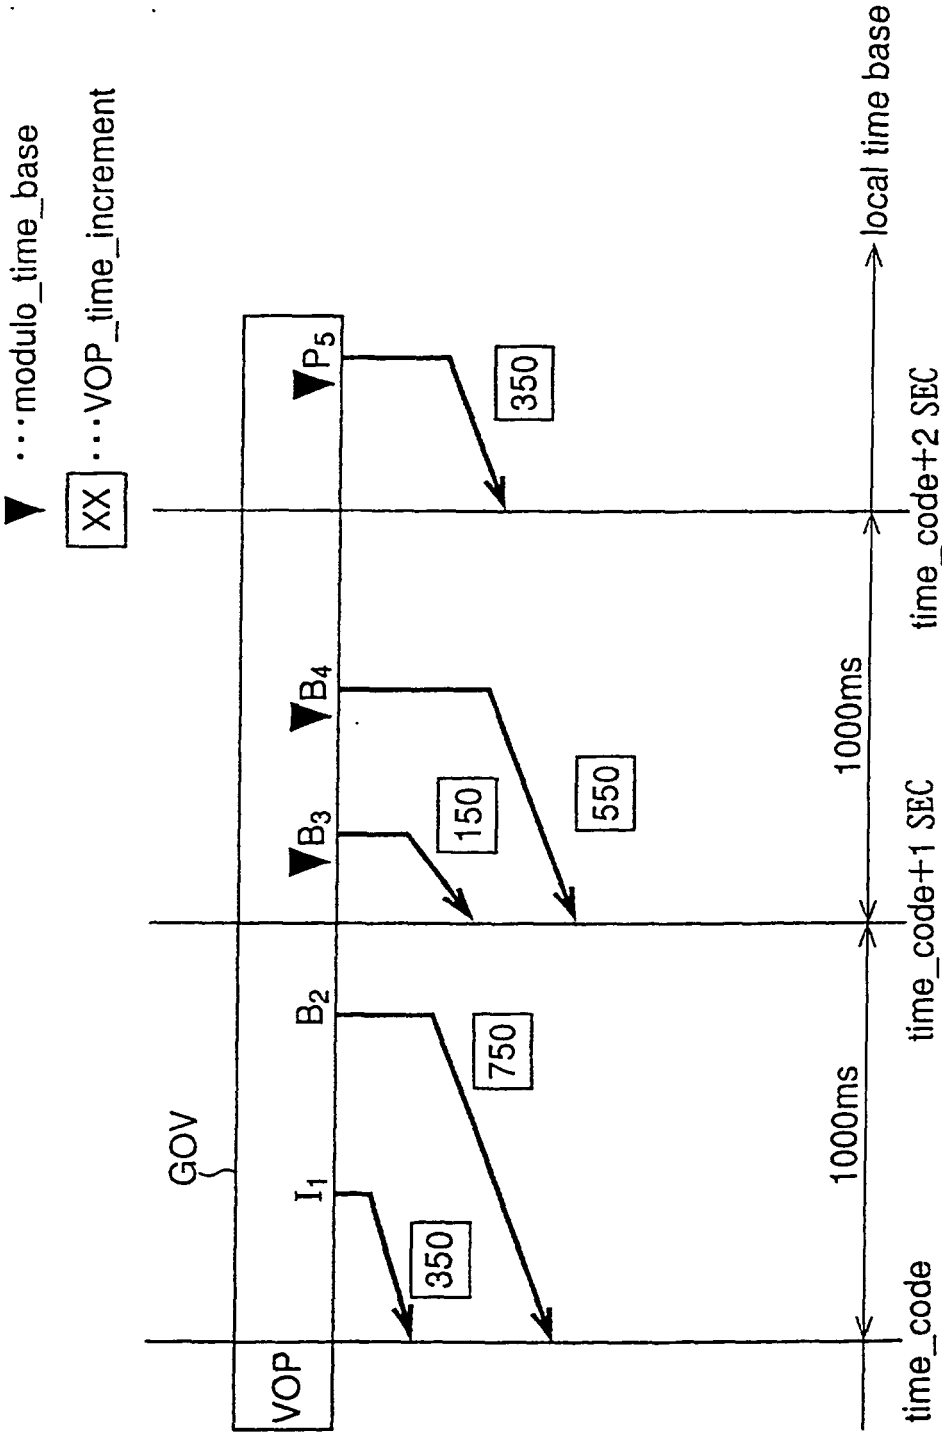 ▼ ···modulo_time_base
XX ···VOP_time_increment
GOV
VOP
I1
B2
▼B3
▼B4
▼P5
350
750
150
550
350
1000ms
1000ms
time_code
time_code+1 SEC
time_code+2 SEC
local time base